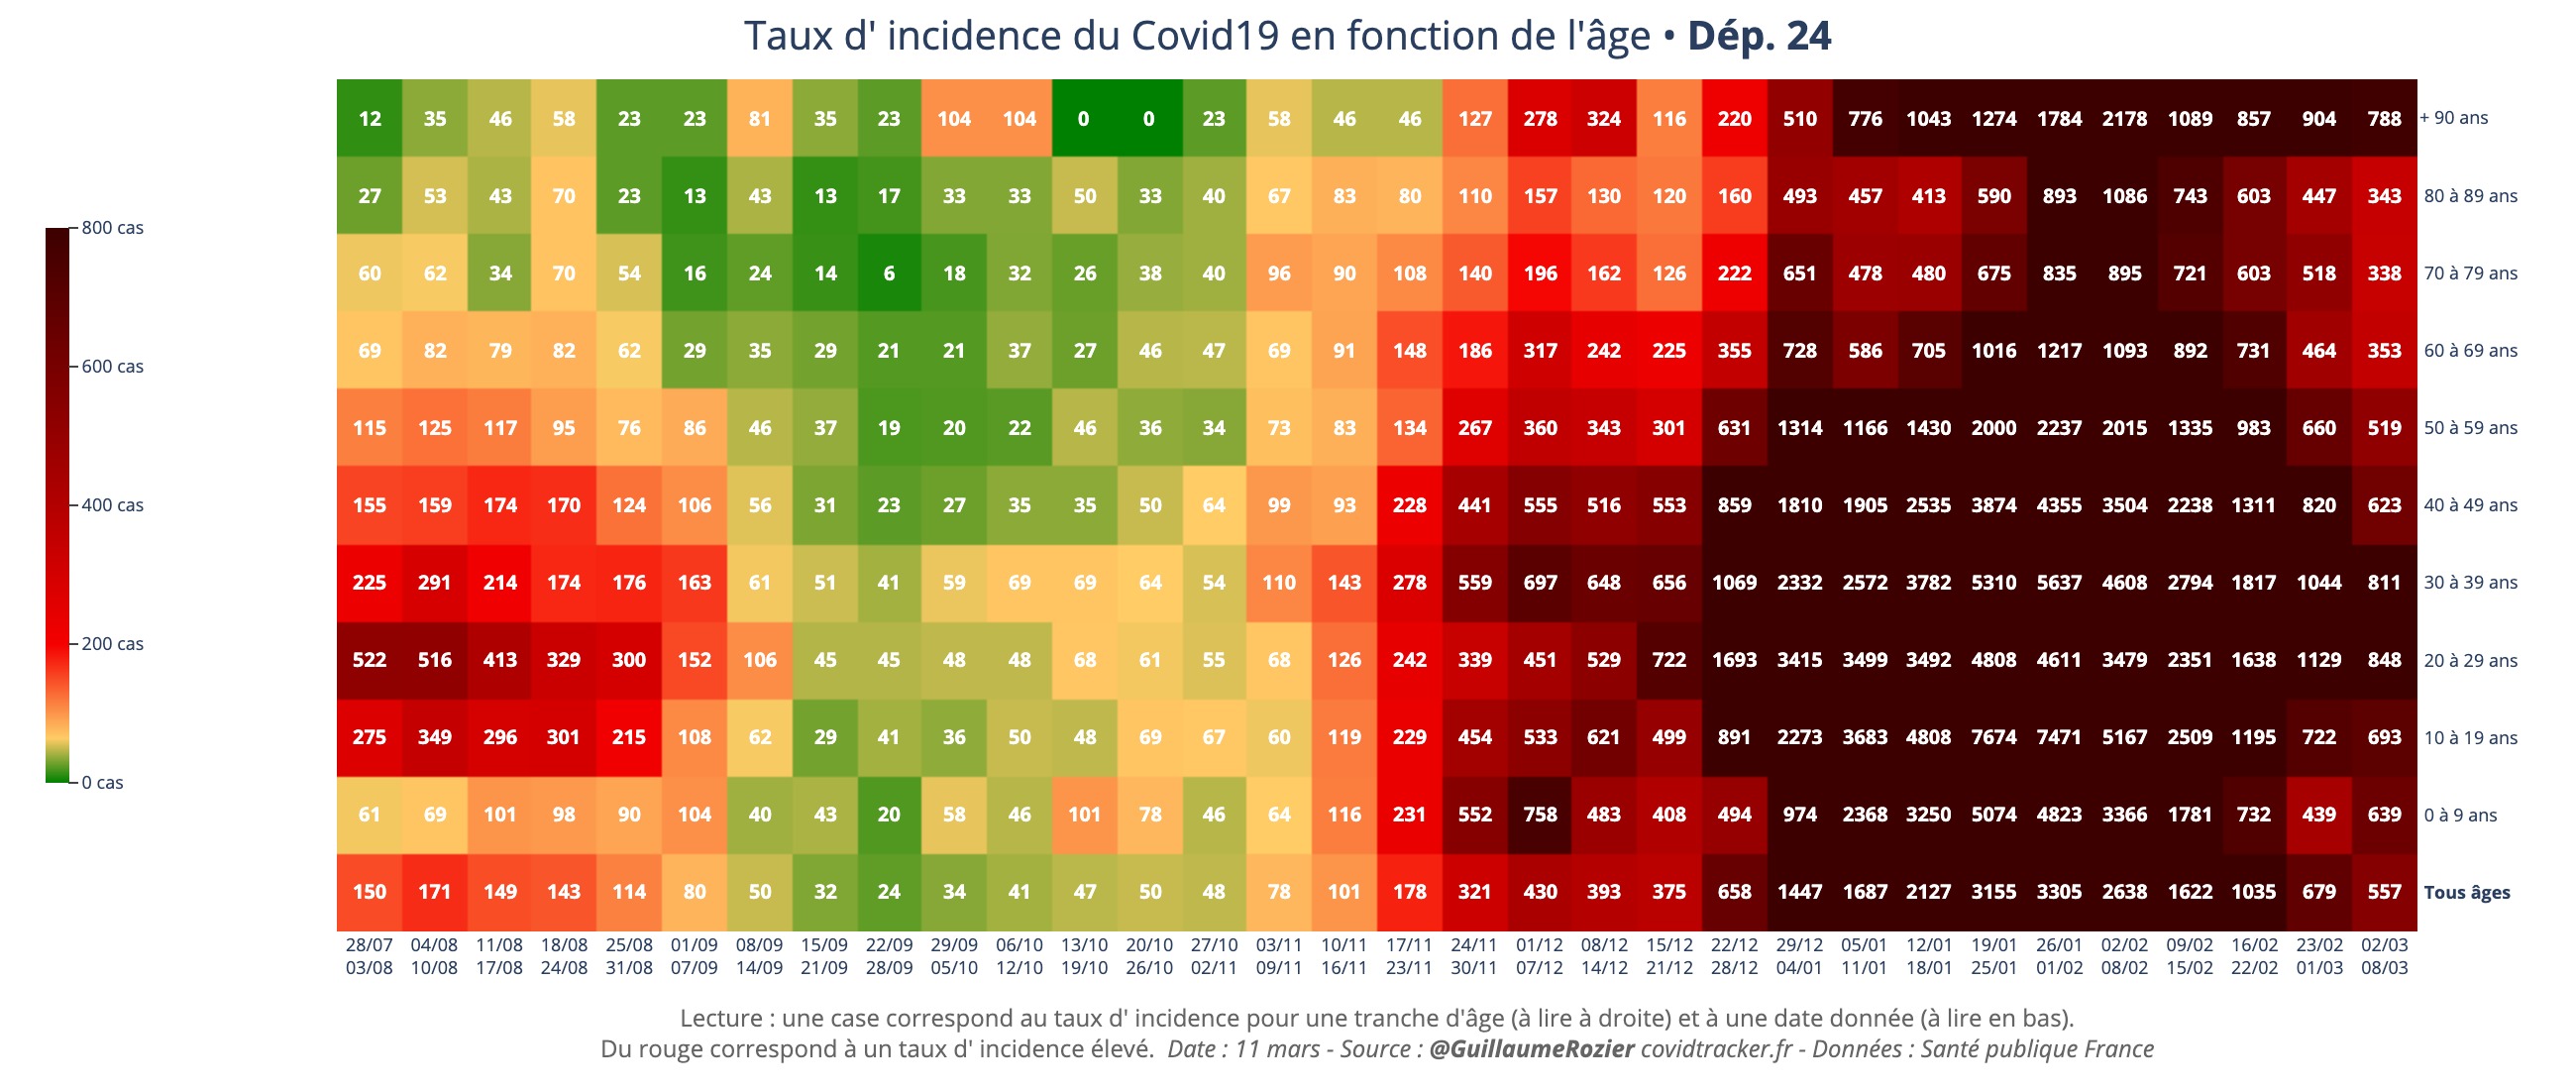 Taux d' incidence du Covid19 en fonction de l'âge • Dép. 24
800 cas
600 cas
400 cas
200 cas
0 cas
12 35 46 58 23 23 81 35 23 104 104 0 0 23 58 46 46 127 278 324 116 220 510 776 1043 1274 1784 2178 1089 857 904 788 + 90 ans
27 53 43 70 23 13 43 13 17 33 33 50 33 40 67 83 80 110 157 130 120 160 493 457 413 590 893 1086 743 603 447 343 80 à 89 ans
60 62 34 70 54 16 24 14 6 18 32 26 38 40 96 90 108 140 196 162 126 222 651 478 480 675 835 895 721 603 518 338 70 à 79 ans
69 82 79 82 62 29 35 29 21 21 37 27 46 47 69 91 148 186 317 242 225 355 728 586 705 1016 1217 1093 892 731 464 353 60 à 69 ans
115 125 117 95 76 86 46 37 19 20 22 46 36 34 73 83 134 267 360 343 301 631 1314 1166 1430 2000 2237 2015 1335 983 660 519 50 à 59 ans
155 159 174 170 124 106 56 31 23 27 35 35 50 64 99 93 228 441 555 516 553 859 1810 1905 2535 3874 4355 3504 2238 1311 820 623 40 à 49 ans
225 291 214 174 176 163 61 51 41 59 69 69 64 54 110 143 278 559 697 648 656 1069 2332 2572 3782 5310 5637 4608 2794 1817 1044 811 30 à 39 ans
522 516 413 329 300 152 106 45 45 48 48 68 61 55 68 126 242 339 451 529 722 1693 3415 3499 3492 4808 4611 3479 2351 1638 1129 848 20 à 29 ans
275 349 296 301 215 108 62 29 41 36 50 48 69 67 60 119 229 454 533 621 499 891 2273 3683 4808 7674 7471 5167 2509 1195 722 693 10 à 19 ans
61 69 101 98 90 104 40 43 20 58 46 101 78 46 64 116 231 552 758 483 408 494 974 2368 3250 5074 4823 3366 1781 732 439 639 0 à 9 ans
150 171 149 143 114 80 50 32 24 34 41 47 50 48 78 101 178 321 430 393 375 658 1447 1687 2127 3155 3305 2638 1622 1035 679 557 Tous âges
28/07 04/08 11/08 18/08 25/08 01/09 08/09 15/09 22/09 29/09 06/10 13/10 20/10 27/10 03/11 10/11 17/11 24/11 01/12 08/12 15/12 22/12 29/12 05/01 12/01 19/01 26/01 02/02 09/02 16/02 23/02 02/03
03/08 10/08 17/08 24/08 31/08 07/09 14/09 21/09 28/09 05/10 12/10 19/10 26/10 02/11 09/11 16/11 23/11 30/11 07/12 14/12 21/12 28/12 04/01 11/01 18/01 25/01 01/02 08/02 15/02 22/02 01/03 08/03
Lecture : une case correspond au taux d' incidence pour une tranche d'âge (à lire à droite) et à une date donnée (à lire en bas).
Du rouge correspond à un taux d' incidence élevé. Date : 11 mars - Source : @GuillaumeRozier covidtracker.fr - Données : Santé publique France